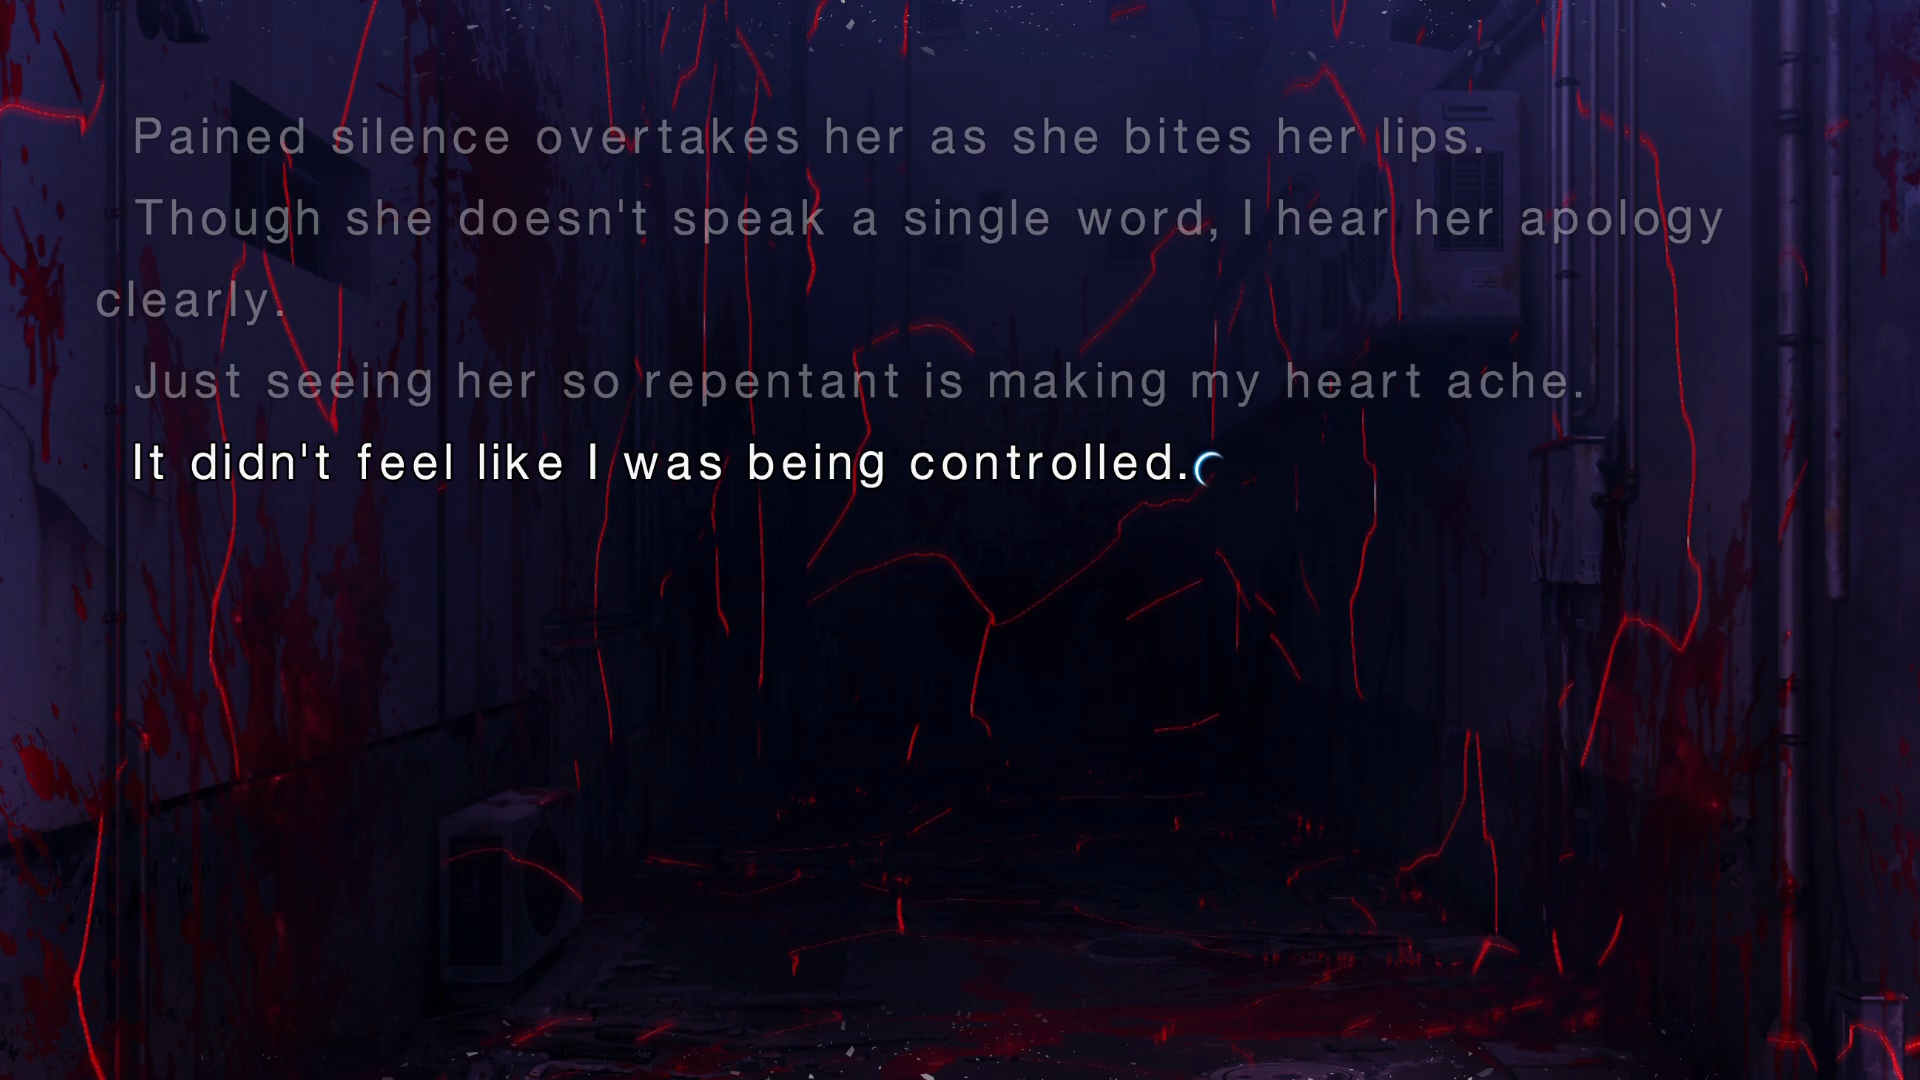 Pained silence overtakes her as she bites her lips.
Though she doesn't speak a single word, I hear her apology
clearly.
Just seeing her so repentant is making my heart ache.
It didn't feel like I was being controlled.